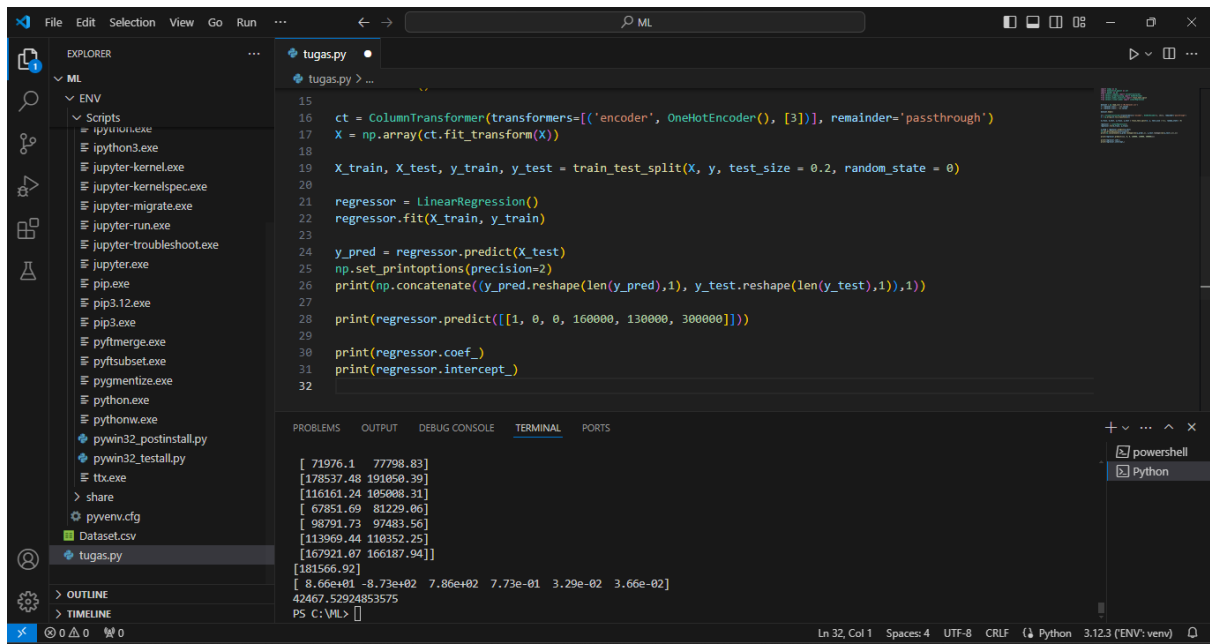 File Edit Selection View Go Run ··· ML
EXPLORER ···
ML
ENV
Scripts
ipython.exe
ipython3.exe
jupyter-kernel.exe
jupyter-kernelspec.exe
jupyter-migrate.exe
jupyter-run.exe
jupyter-troubleshoot.exe
jupyter.exe
pip.exe
pip3.12.exe
pip3.exe
pyftmerge.exe
pyftsubset.exe
pygmentize.exe
python.exe
pythonw.exe
pywin32_postinstall.py
pywin32_testall.py
ttx.exe
share
pyvenv.cfg
Dataset.csv
tugas.py
OUTLINE
TIMELINE
tugas.py
tugas.py > ...
15
16 ct = ColumnTransformer(transformers=[('encoder', OneHotEncoder(), [3])], remainder='passthrough')
17 X = np.array(ct.fit_transform(X))
18
19 X_train, X_test, y_train, y_test = train_test_split(X, y, test_size = 0.2, random_state = 0)
20
21 regressor = LinearRegression()
22 regressor.fit(X_train, y_train)
23
24 y_pred = regressor.predict(X_test)
25 np.set_printoptions(precision=2)
26 print(np.concatenate((y_pred.reshape(len(y_pred),1), y_test.reshape(len(y_test),1)),1))
27
28 print(regressor.predict([[1, 0, 0, 160000, 130000, 300000]]))
29
30 print(regressor.coef_)
31 print(regressor.intercept_)
32
PROBLEMS OUTPUT DEBUG CONSOLE TERMINAL PORTS
[ 71976.1 77798.83]
[178537.48 191050.39]
[116161.24 105008.31]
[ 67851.69 81229.06]
[ 98791.73 97483.56]
[113969.44 110352.25]
[167921.07 166187.94]]
[181566.92]
[ 8.66e+01 -8.73e+02 7.86e+02 7.73e-01 3.29e-02 3.66e-02]
42467.52924853575
PS C:\ML>
powershell
Python
0 0 0 Ln 32, Col 1 Spaces: 4 UTF-8 CRLF Python 3.12.3 ('ENV': venv)